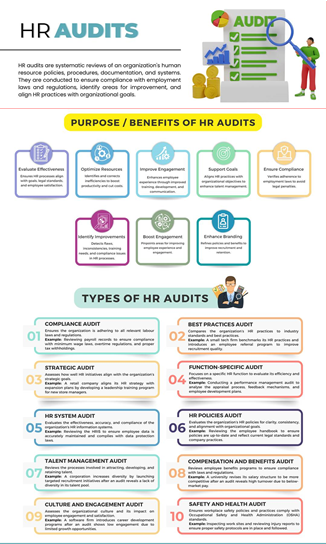 HR AUDITS
AUDIT
HR audits are systematic reviews of an organization's human
resource policies, procedures, documentation, and systems.
They are conducted to ensure compliance with employment
laws and regulations, identify areas for improvement, and
align HR practices with organizational goals.
PURPOSE / BENEFITS OF HR AUDITS
Evaluate Effectiveness
Ensures HR processes align
with goals, legal standards,
and employee satisfaction.
Optimize Resources
Identifies and corrects
inefficiencies to boost
productivity and cut costs.
Improve Engagement
Enhances employee
experience through improved
training, development, and
communication.
Support Goals
Aligns HR practices with
organizational objectives to
enhance talent management.
Ensure Compliance
Verifies adherence to
employment laws to avoid
legal penalties.
Identify Improvements
Detects flaws,
inconsistencies, training
needs, and compliance issues
in HR processes.
Boost Engagement
Pinpoints areas for improving
employee experience and
engagement.
Enhance Branding
Refines policies and benefits to
improve recruitment and
retention.
TYPES OF HR AUDITS
01
COMPLIANCE AUDIT
Ensures the organization is adhering to all relevant labour
laws and regulations.
Example: Reviewing payroll records to ensure compliance
with minimum wage laws, overtime regulations, and proper
tax withholdings.
02
BEST PRACTICES AUDIT
Compares the organization's HR practices to industry
standards and best practices.
Example: A small tech firm benchmarks its HR practices and
introduces an employee referral program to improve
recruitment quality.
03
STRATEGIC AUDIT
Assesses how well HR initiatives align with the organization's
strategic goals.
Example: A retail company aligns its HR strategy with
expansion plans by developing a leadership training program
for new store managers.
04
FUNCTION-SPECIFIC AUDIT
Focuses on a specific HR function to evaluate its efficiency and
effectiveness.
Example: Conducting a performance management audit to
analyse the appraisal process, feedback mechanisms, and
employee development plans.
05
HR SYSTEM AUDIT
Evaluates the effectiveness, accuracy, and compliance of the
organization's HR information systems.
Example: Reviewing the HRIS to ensure employee data is
accurately maintained and complies with data protection
laws.
06
HR POLICIES AUDIT
Evaluates the organization's HR policies for clarity, consistency,
and alignment with organizational goals.
Example: Reviewing the employee handbook to ensure
policies are up-to-date and reflect current legal standards and
company practices.
07
TALENT MANAGEMENT AUDIT
Reviews the processes involved in attracting, developing, and
retaining talent.
Example: A corporation increases diversity by launching
targeted recruitment initiatives after an audit reveals a lack of
diversity in its talent pool
08
COMPENSATION AND BENEFITS AUDIT
Reviews employee benefits programs to ensure compliance
with laws and regulations.
Example: A university revises its salary structure to be more
competitive after an audit reveals high turnover due to below-
market pay.
09
CULTURE AND ENGAGEMENT AUDIT
Assesses the organizational culture and its impact on
employee engagement and satisfaction.
Example: A software firm introduces career development
programs after an audit shows low engagement due to
limited growth opportunities.
10
SAFETY AND HEALTH AUDIT
Ensures workplace safety policies and practices comply with
Occupational Safety and Health Administration (OSHA)
standards.
Example: Inspecting work sites and reviewing injury reports to
ensure proper safety protocols are in place and followed.